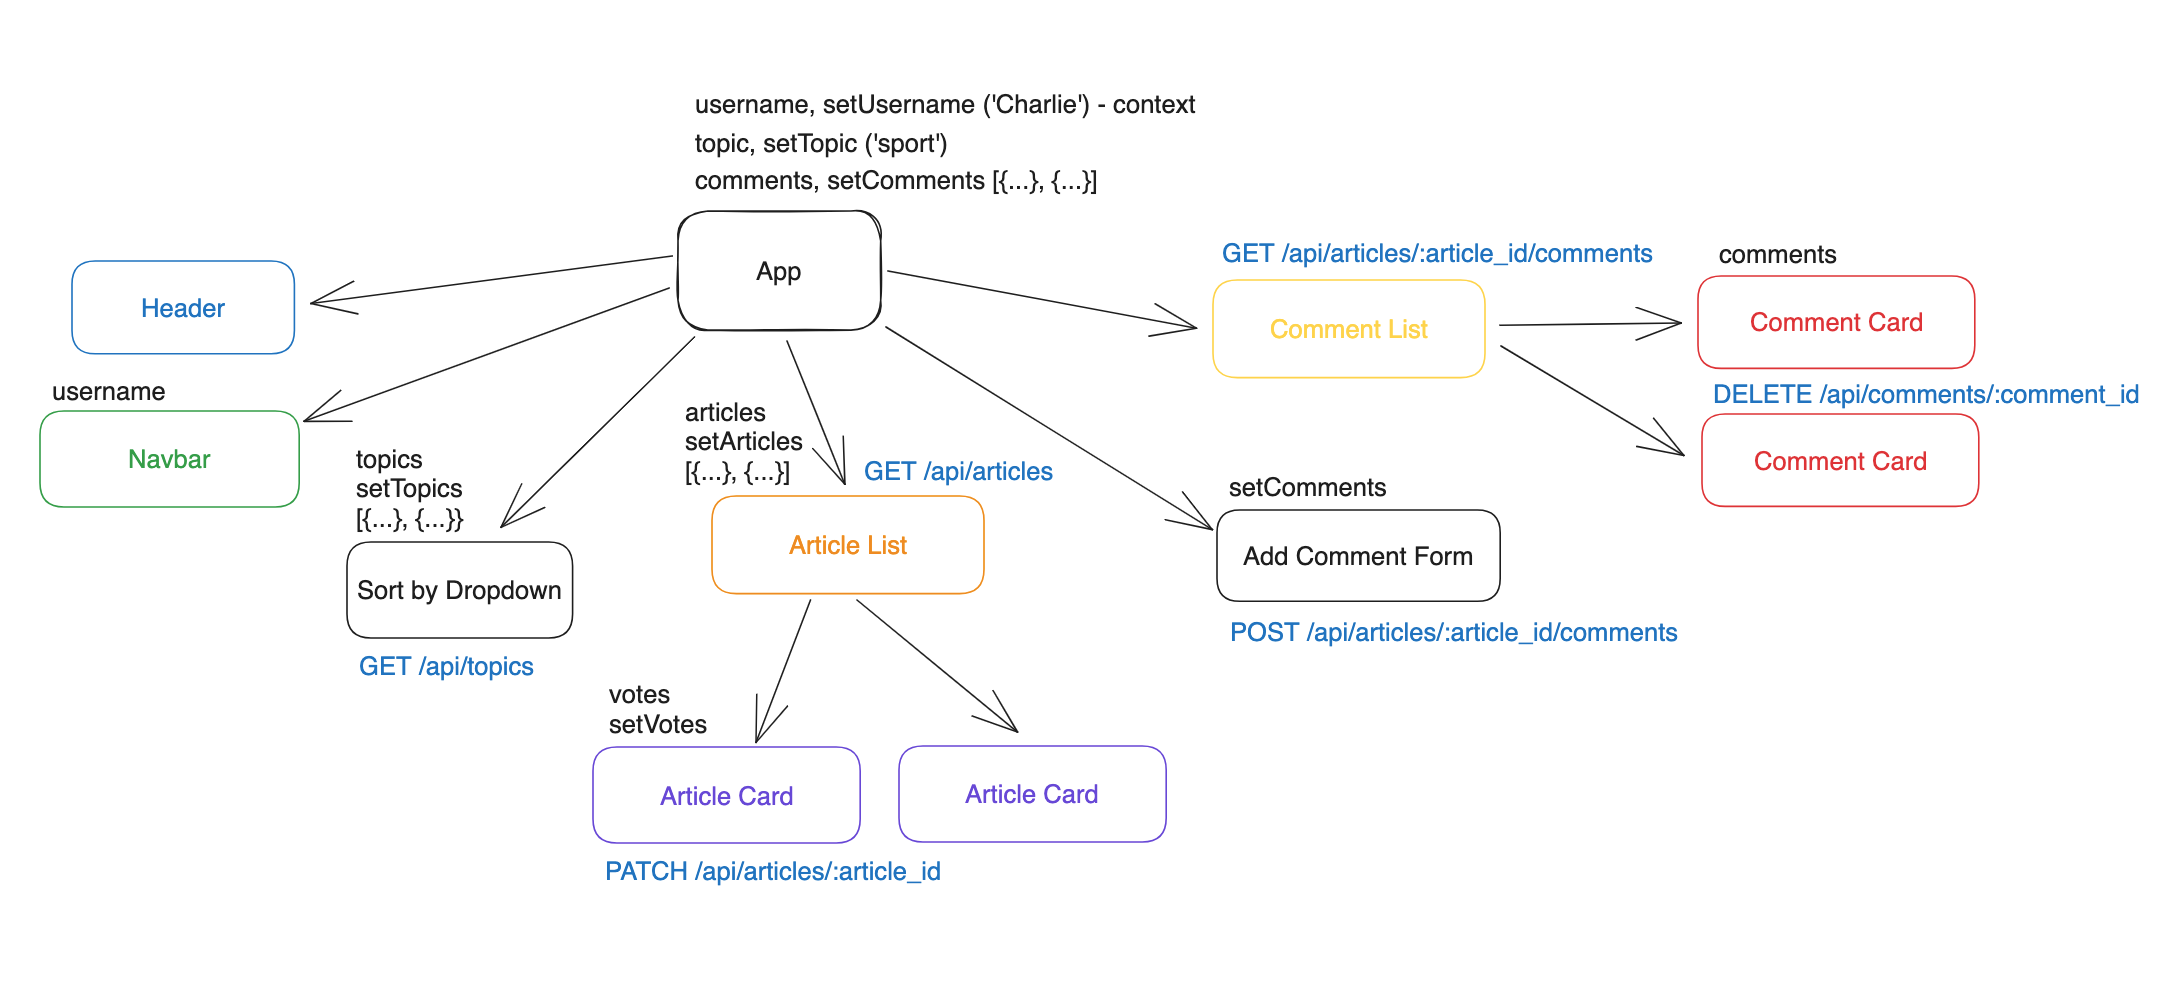 username, setUsername ('Charlie') - context
topic, setTopic ('sport')
comments, setComments [{...}, {...}]
App
Header
username
Navbar
topics
setTopics
[{...}, {...}}
Sort by Dropdown
GET /api/topics
articles
setArticles
[{...}, {...}]
GET /api/articles
Article List
votes
setVotes
Article Card
Article Card
PATCH /api/articles/:article_id
GET /api/articles/:article_id/comments
Comment List
comments
Comment Card
DELETE /api/comments/:comment_id
Comment Card
setComments
Add Comment Form
POST /api/articles/:article_id/comments